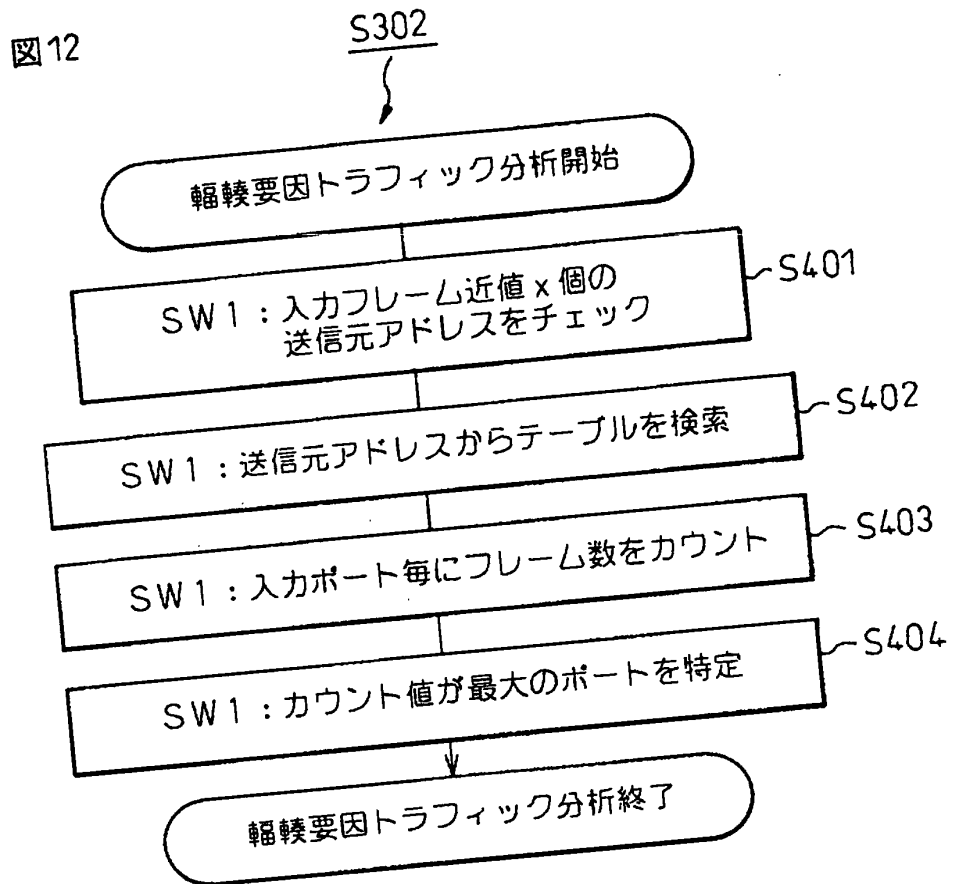 図12
S302
輻輳要因トラフィック分析開始
SW1:入力フレーム近値x個の
送信元アドレスをチェック
S401
SW1:送信元アドレスからテーブルを検索
S402
SW1:入力ポート毎にフレーム数をカウント
S403
SW1:カウント値が最大のポートを特定
S404
輻輳要因トラフィック分析終了